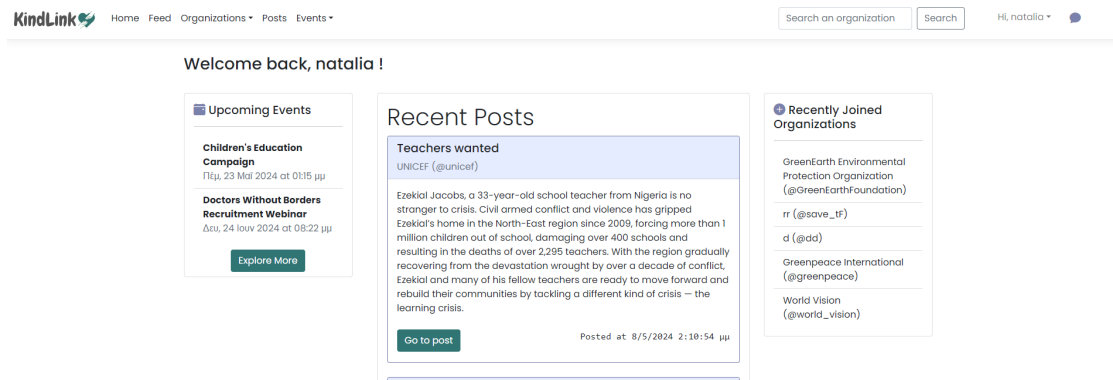 KindLink
Home Feed Organizations Posts Events
Search an organization
Search
Hi, natalia
Welcome back, natalia !
Upcoming Events
Children's Education
Campaign
Πέμ, 23 Μαΐ 2024 at 01:15 μμ
Doctors Without Borders
Recruitment Webinar
Δευ, 24 Ιουν 2024 at 08:22 μμ
Explore More
Recent Posts
Teachers wanted
UNICEF (@unicef)
Ezekial Jacobs, a 33-year-old school teacher from Nigeria is no
stranger to crisis. Civil armed conflict and violence has gripped
Ezekial's home in the North-East region since 2009, forcing more than 1
million children out of school, damaging over 400 schools and
resulting in the deaths of over 2,295 teachers. With the region gradually
recovering from the devastation wrought by over a decade of conflict,
Ezekial and many of his fellow teachers are ready to move forward and
rebuild their communities by tackling a different kind of crisis — the
learning crisis.
Go to post
Posted at 8/5/2024 2:10:54 μμ
Recently Joined
Organizations
GreenEarth Environmental
Protection Organization
(@GreenEarthFoundation)
rr (@save_tF)
d (@dd)
Greenpeace International
(@greenpeace)
World Vision
(@world_vision)